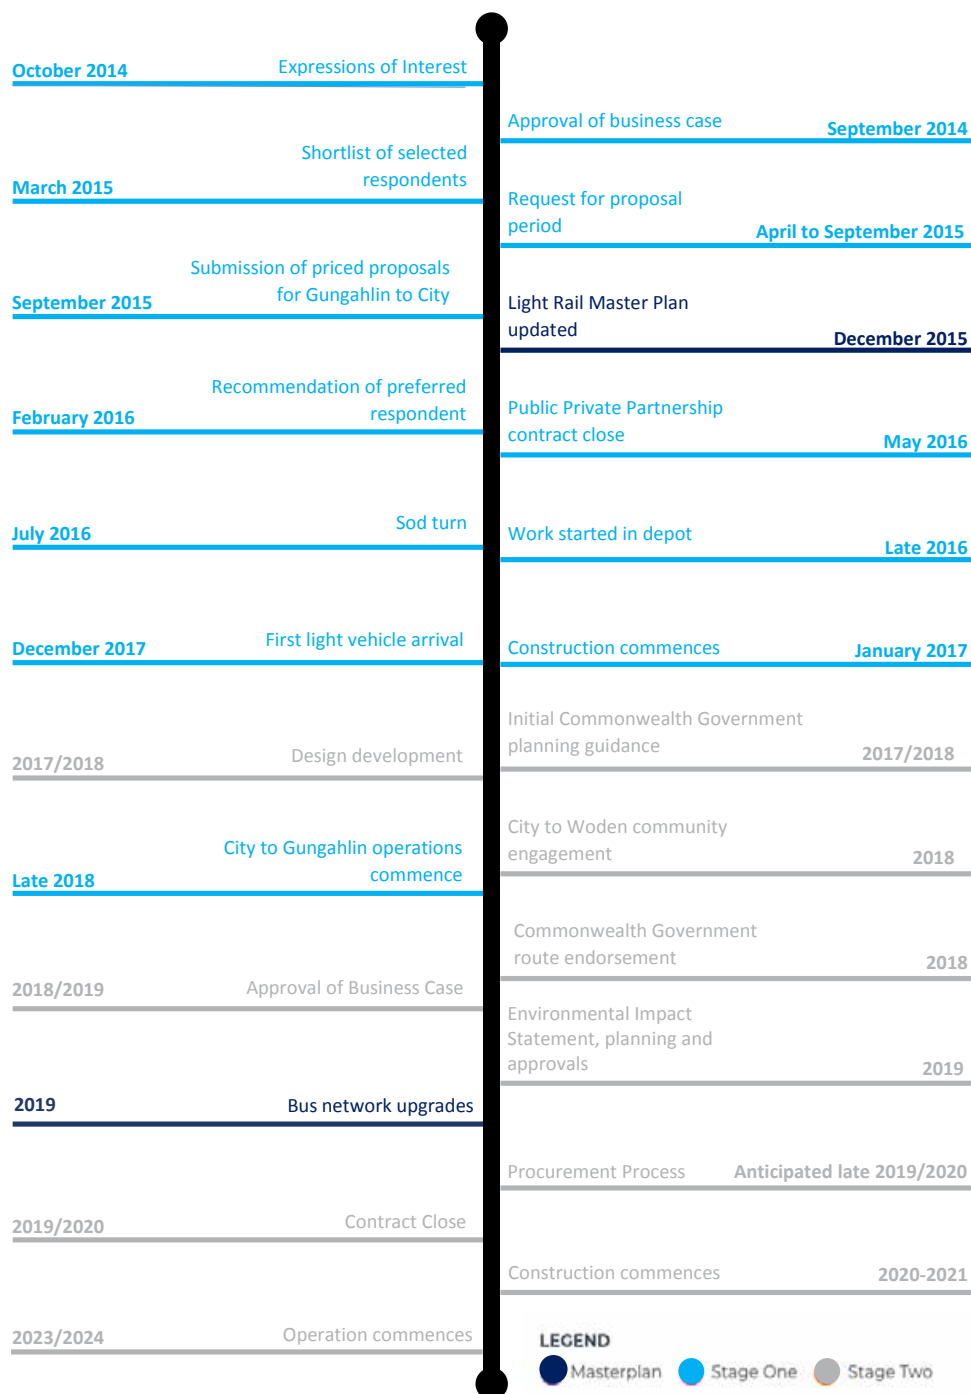 October 2014
Expressions of Interest
Approval of business case
September 2014
Shortlist of selected
respondents
March 2015
Request for proposal
period
April to September 2015
Submission of priced proposals
for Gungahlin to City
September 2015
Light Rail Master Plan
updated
December 2015
Recommendation of preferred
respondent
February 2016
Public Private Partnership
contract close
May 2016
Sod turn
July 2016
Work started in depot
Late 2016
First light vehicle arrival
December 2017
Construction commences
January 2017
Design development
2017/2018
Initial Commonwealth Government
planning guidance
2017/2018
City to Gungahlin operations
commence
Late 2018
City to Woden community
engagement
2018
Commonwealth Government
route endorsement
2018
Approval of Business Case
2018/2019
Environmental Impact
Statement, planning and
approvals
2019
2019
Bus network upgrades
Procurement Process
Anticipated late 2019/2020
Contract Close
2019/2020
Construction commences
2020-2021
Operation commences
2023/2024
LEGEND
Masterplan
Stage One
Stage Two